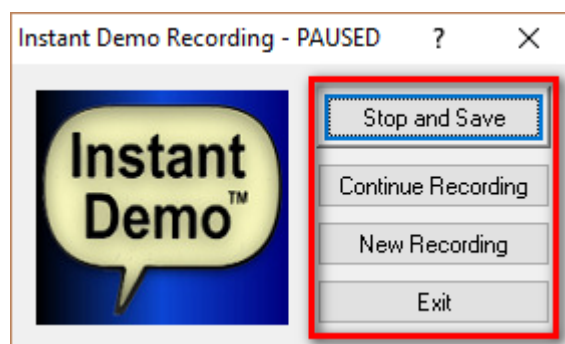 Instant Demo Recording - PAUSED ? ×
Instant
Demo™
Stop and Save
Continue Recording
New Recording
Exit